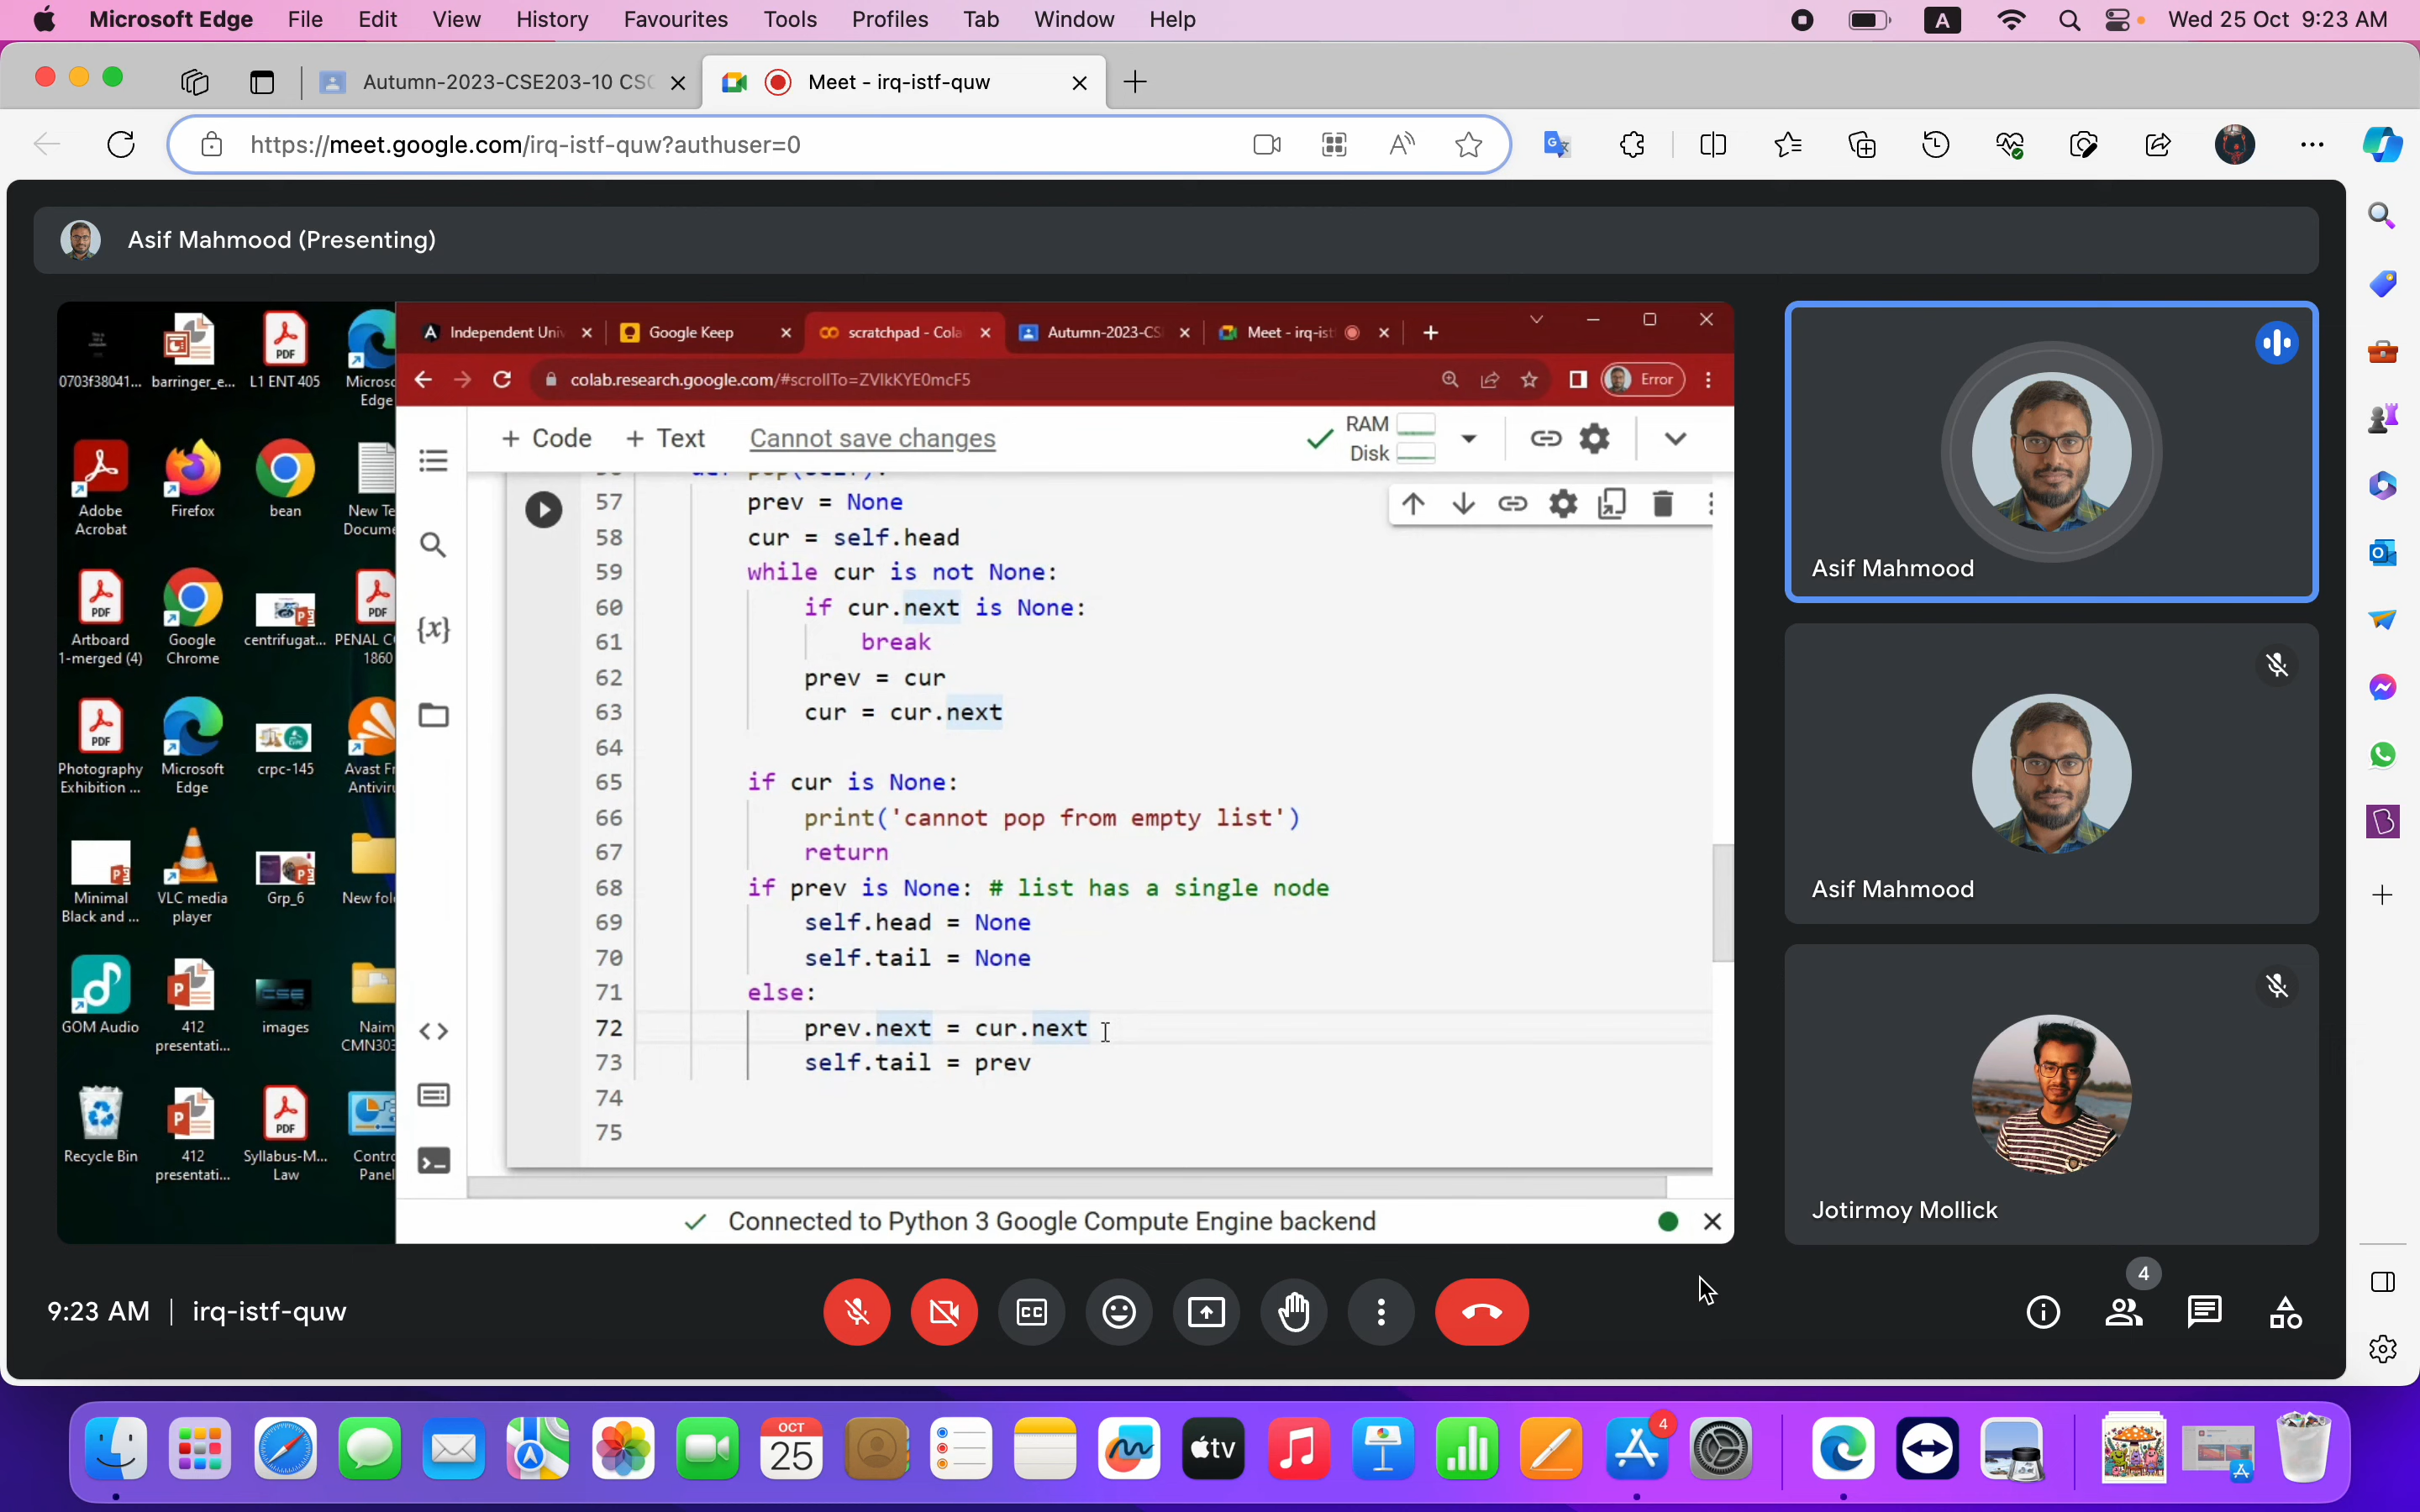 Microsoft Edge File Edit View History Favourites Tools Profiles Tab Window Help
A Wed 25 Oct 9:23 AM
Autumn-2023-CSE203-10 CS
Meet - irq-istf-quw
https://meet.google.com/irq-istf-quw?authuser=0
Asif Mahmood (Presenting)
0703f38041...
barringer_e...
L1 ENT 405
Edge
Adobe Acrobat
Firefox
bean
Artboard 1-merged (4)
Google Chrome
centrifugat...
1860
Photography Exhibition ...
Microsoft Edge
crpc-145
Minimal Black and ...
VLC media player
Grp_6
GOM Audio
412 presentati...
images
CMN303
Recycle Bin
412 presentati...
Syllabus-M... Law
Panel
Independent Univ
Google Keep
scratchpad - Cola
Autumn-2023-CS
Meet - irq-ist
colab.research.google.com/#scrollTo=ZVlkKYE0mcF5
Error
+ Code + Text Cannot save changes
RAM
Disk
57 prev = None
58 cur = self.head
59 while cur is not None:
60 if cur.next is None:
61 break
62 prev = cur
63 cur = cur.next
64
65 if cur is None:
66 print('cannot pop from empty list')
67 return
68 if prev is None: # list has a single node
69 self.head = None
70 self.tail = None
71 else:
72 prev.next = cur.next
73 self.tail = prev
74
75
{x}
Connected to Python 3 Google Compute Engine backend
Asif Mahmood
Asif Mahmood
Jotirmoy Mollick
9:23 AM | irq-istf-quw
CC
4
OCT
25
tv
4